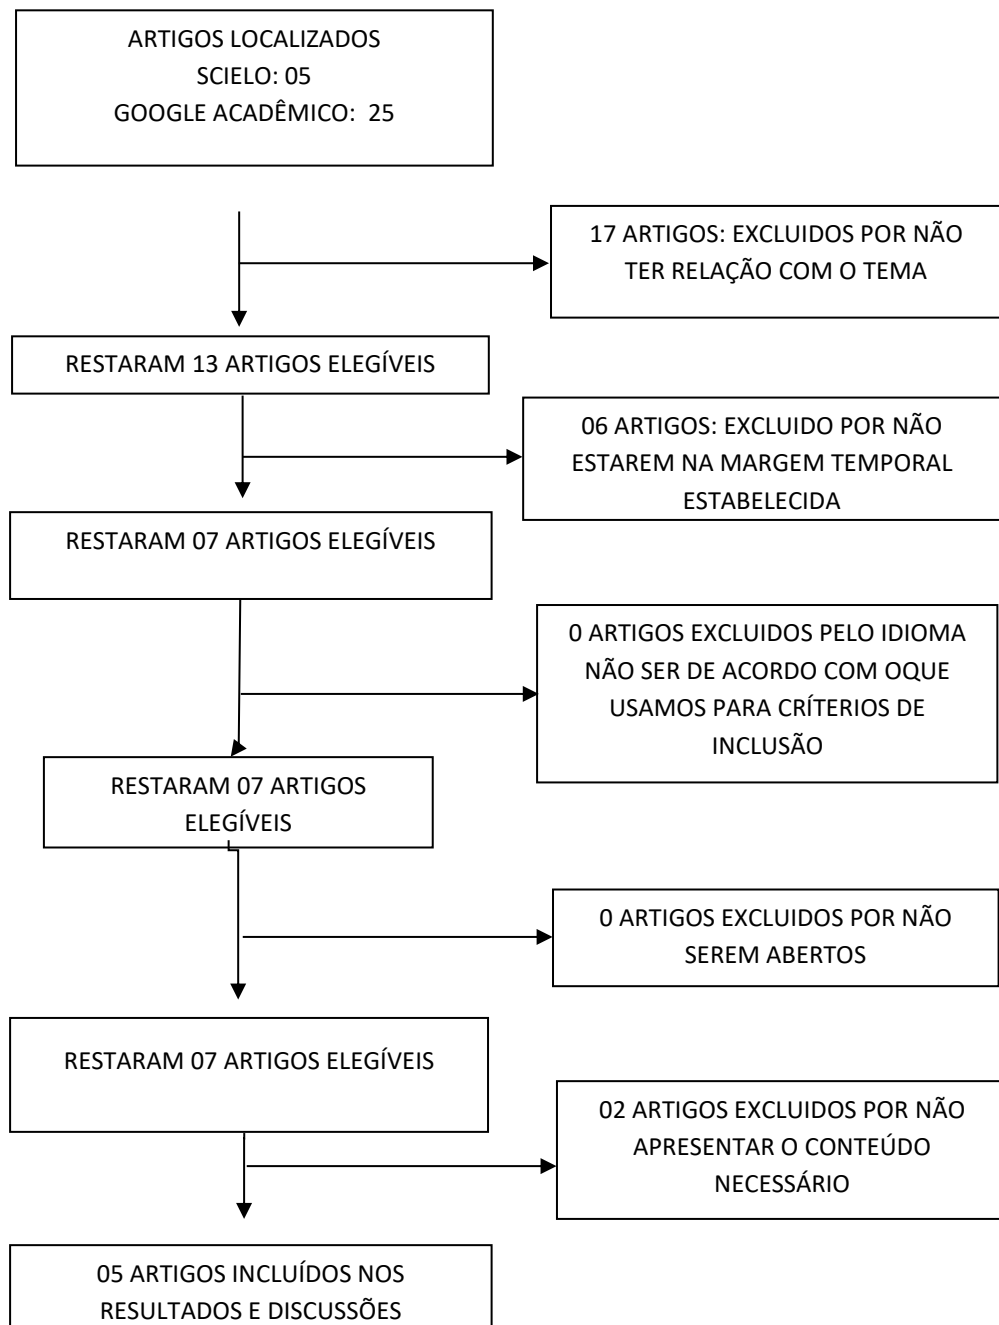 ARTIGOS LOCALIZADOS
SCIELO: 05
GOOGLE ACADÊMICO: 25
17 ARTIGOS: EXCLUIDOS POR NÃO
TER RELAÇÃO COM O TEMA
RESTARAM 13 ARTIGOS ELEGÍVEIS
06 ARTIGOS: EXCLUIDO POR NÃO
ESTAREM NA MARGEM TEMPORAL
ESTABELECIDA
RESTARAM 07 ARTIGOS ELEGÍVEIS
0 ARTIGOS EXCLUIDOS PELO IDIOMA
NÃO SER DE ACORDO COM OQUE
USAMOS PARA CRÍTERIOS DE
INCLUSÃO
RESTARAM 07 ARTIGOS
ELEGÍVEIS
0 ARTIGOS EXCLUIDOS POR NÃO
SEREM ABERTOS
RESTARAM 07 ARTIGOS ELEGÍVEIS
02 ARTIGOS EXCLUIDOS POR NÃO
APRESENTAR O CONTEÚDO
NECESSÁRIO
05 ARTIGOS INCLUÍDOS NOS
RESULTADOS E DISCUSSÕES